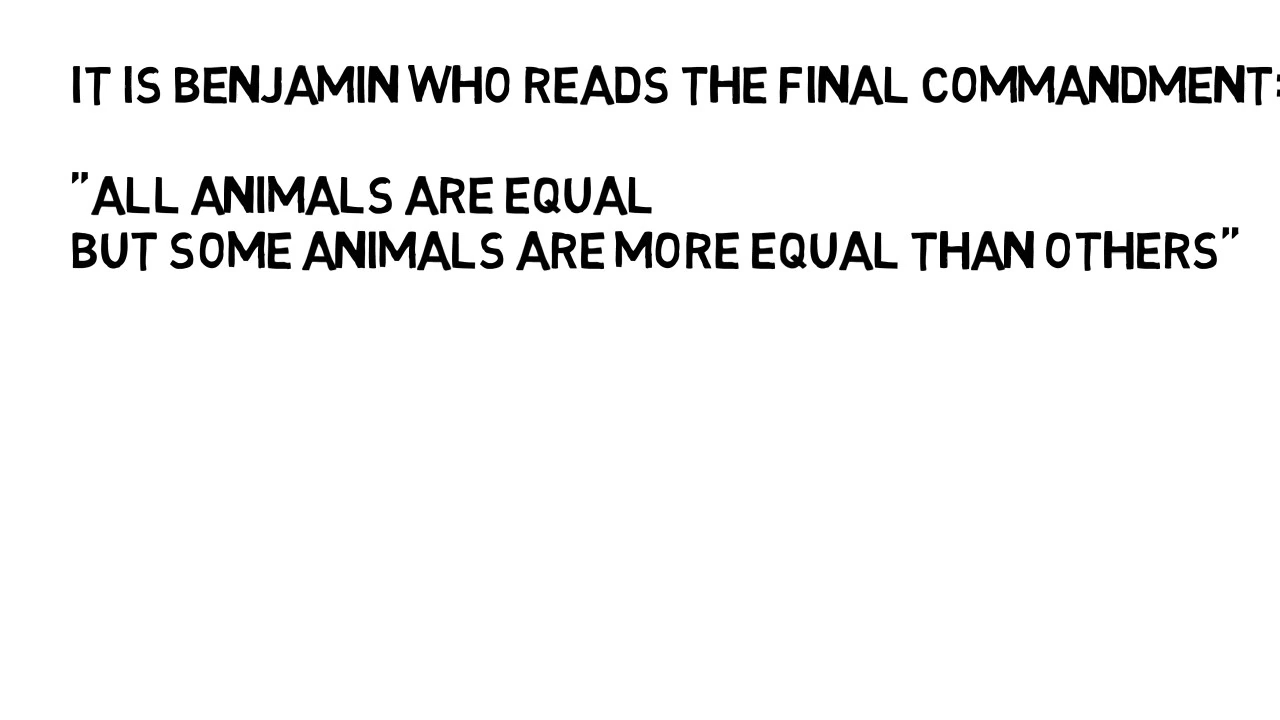 IT IS BENJAMIN WHO READS THE FINAL COMMANDMENT:
"ALL ANIMALS ARE EQUAL
BUT SOME ANIMALS ARE MORE EQUAL THAN OTHERS"